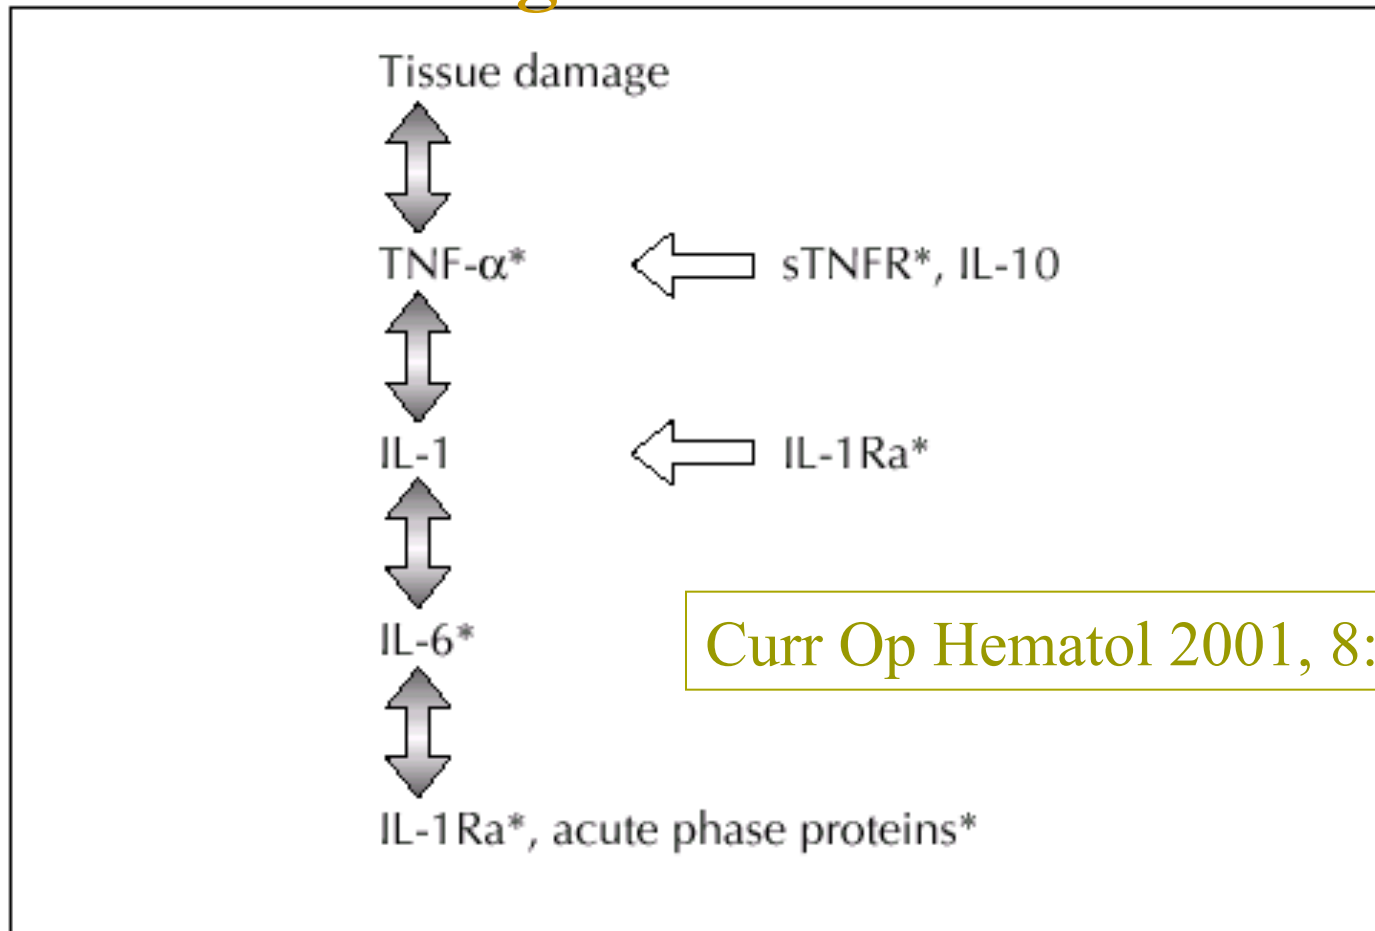 Tissue damage
TNF-α* sTNFR*, IL-10
IL-1 IL-1Ra*
IL-6*
Curr Op Hematol 2001, 8:
IL-1Ra*, acute phase proteins*